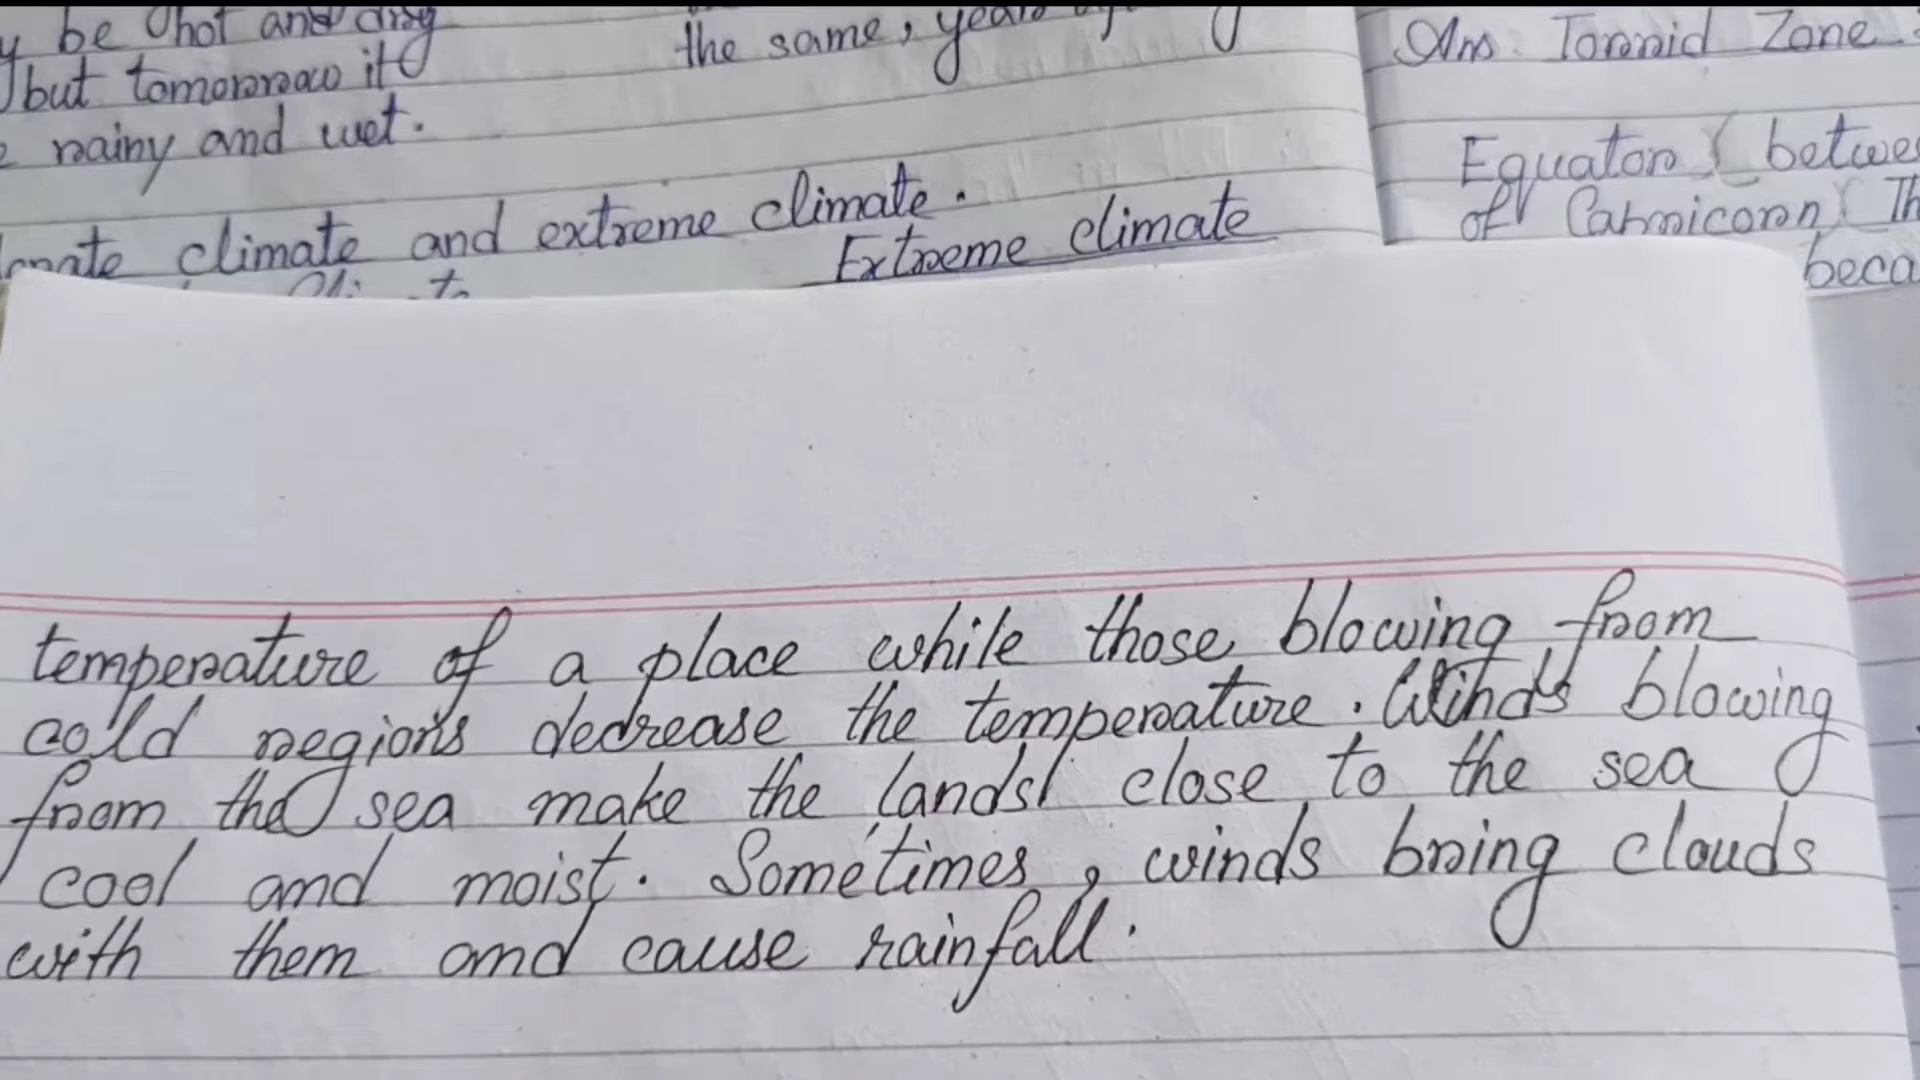 be hot and dry
but tomorrow it
rainy and wet.
the same, years
climate and extreme climate.
Extreme climate
Ans. Torrid Zone
Equator (betwe
of Capricorn) Th
beca
temperature of a place while those blowing from
cold regions decrease the temperature. Winds blowing
from the sea make the lands close to the sea
cool and moist. Sometimes, winds bring clouds
with them and cause rainfall.